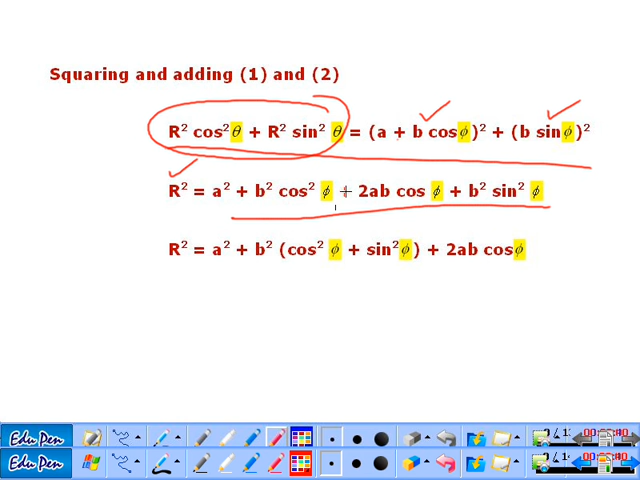 Squaring and adding (1) and (2)
R² cos²θ + R² sin² θ = (a + b cosϕ)² + (b sinϕ)²
R² = a² + b² cos² ϕ + 2ab cos ϕ + b² sin² ϕ
R² = a² + b² (cos² ϕ + sin²ϕ) + 2ab cosϕ
Edu Pen
Edu Pen